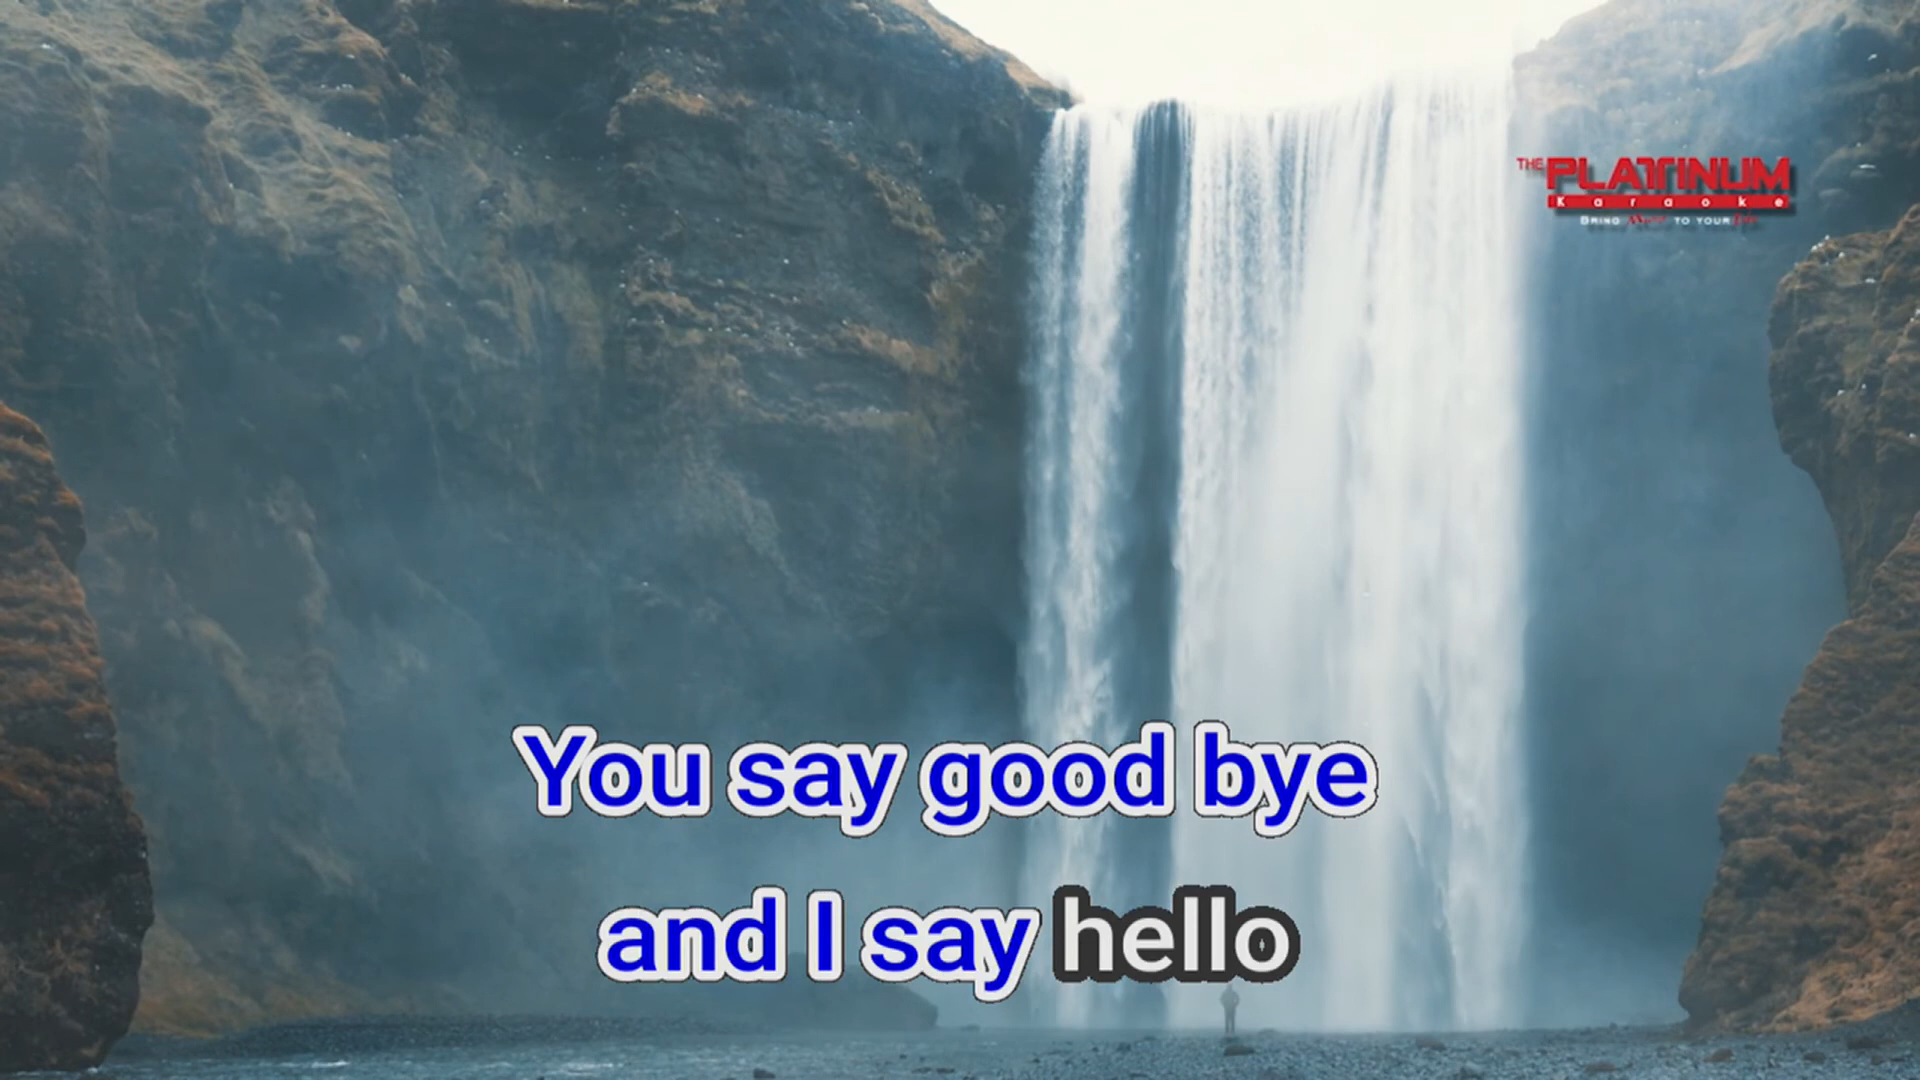 THE PLATINUM
Karaoke
BRING Music TO YOUR Life
You say good bye
and I say hello